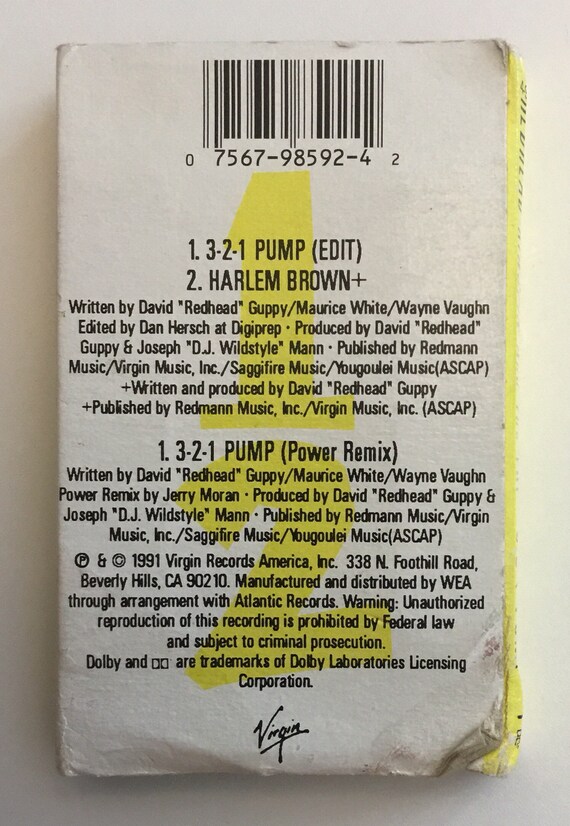 0 7567-98592-4 2
1. 3-2-1 PUMP (EDIT)
2. HARLEM BROWN+
Written by David "Redhead" Guppy/Maurice White/Wayne Vaughn
Edited by Dan Hersch at Digiprep · Produced by David "Redhead"
Guppy & Joseph "D.J. Wildstyle" Mann · Published by Redmann
Music/Virgin Music, Inc./Saggifire Music/Yougoulei Music(ASCAP)
+Written and produced by David "Redhead" Guppy
+Published by Redmann Music, Inc./Virgin Music, Inc. (ASCAP)
1. 3-2-1 PUMP (Power Remix)
Written by David "Redhead" Guppy/Maurice White/Wayne Vaughn
Power Remix by Jerry Moran · Produced by David "Redhead" Guppy &
Joseph "D.J. Wildstyle" Mann · Published by Redmann Music/Virgin
Music, Inc./Saggifire Music/Yougoulei Music(ASCAP)
℗ & © 1991 Virgin Records America, Inc. 338 N. Foothill Road,
Beverly Hills, CA 90210. Manufactured and distributed by WEA
through arrangement with Atlantic Records. Warning: Unauthorized
reproduction of this recording is prohibited by Federal law
and subject to criminal prosecution.
Dolby and □□ are trademarks of Dolby Laboratories Licensing
Corporation.
Virgin